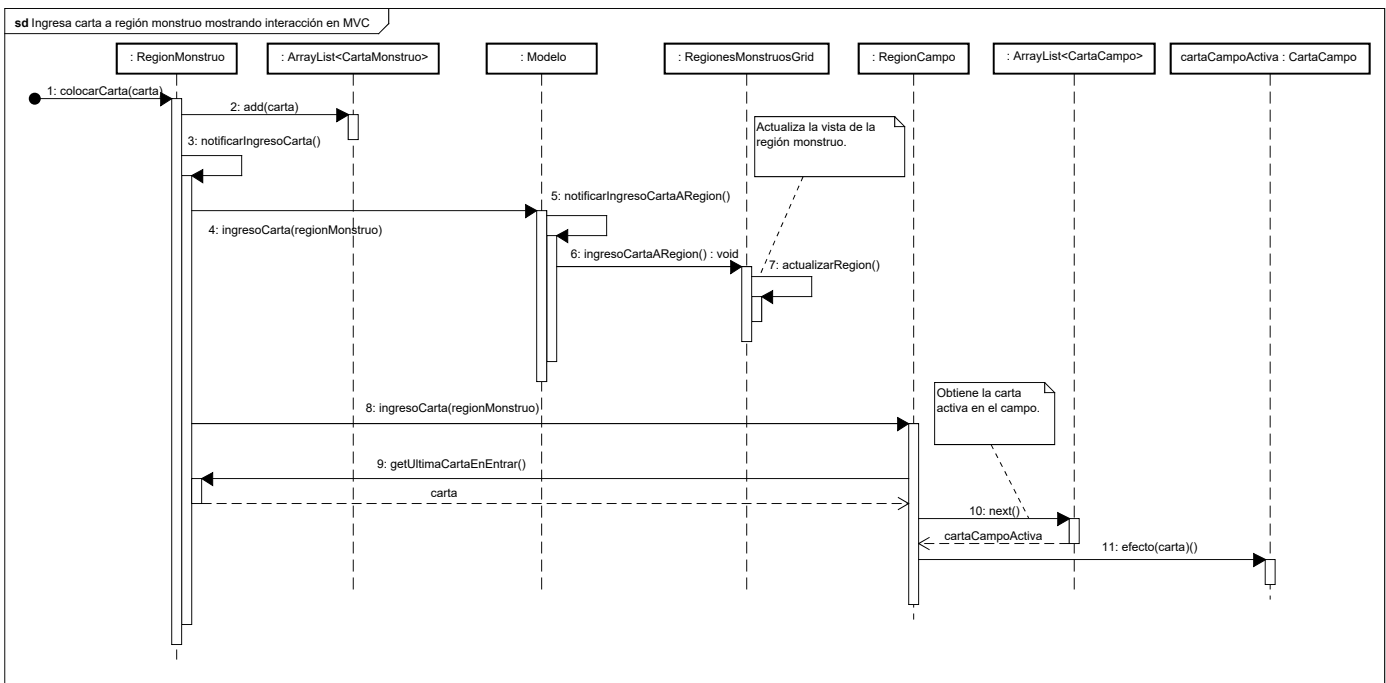 sd Ingresa carta a región monstruo mostrando interacción en MVC
: RegionMonstruo
: ArrayList<CartaMonstruo>
: Modelo
: RegionesMonstruosGrid
: RegionCampo
: ArrayList<CartaCampo>
cartaCampoActiva : CartaCampo
1: colocarCarta(carta)
2: add(carta)
3: notificarIngresoCarta()
Actualiza la vista de la
región monstruo.
5: notificarIngresoCartaARegion()
4: ingresoCarta(regionMonstruo)
6: ingresoCartaARegion() : void
7: actualizarRegion()
Obtiene la carta
activa en el campo.
8: ingresoCarta(regionMonstruo)
9: getUltimaCartaEnEntrar()
carta
10: next()
cartaCampoActiva
11: efecto(carta)()